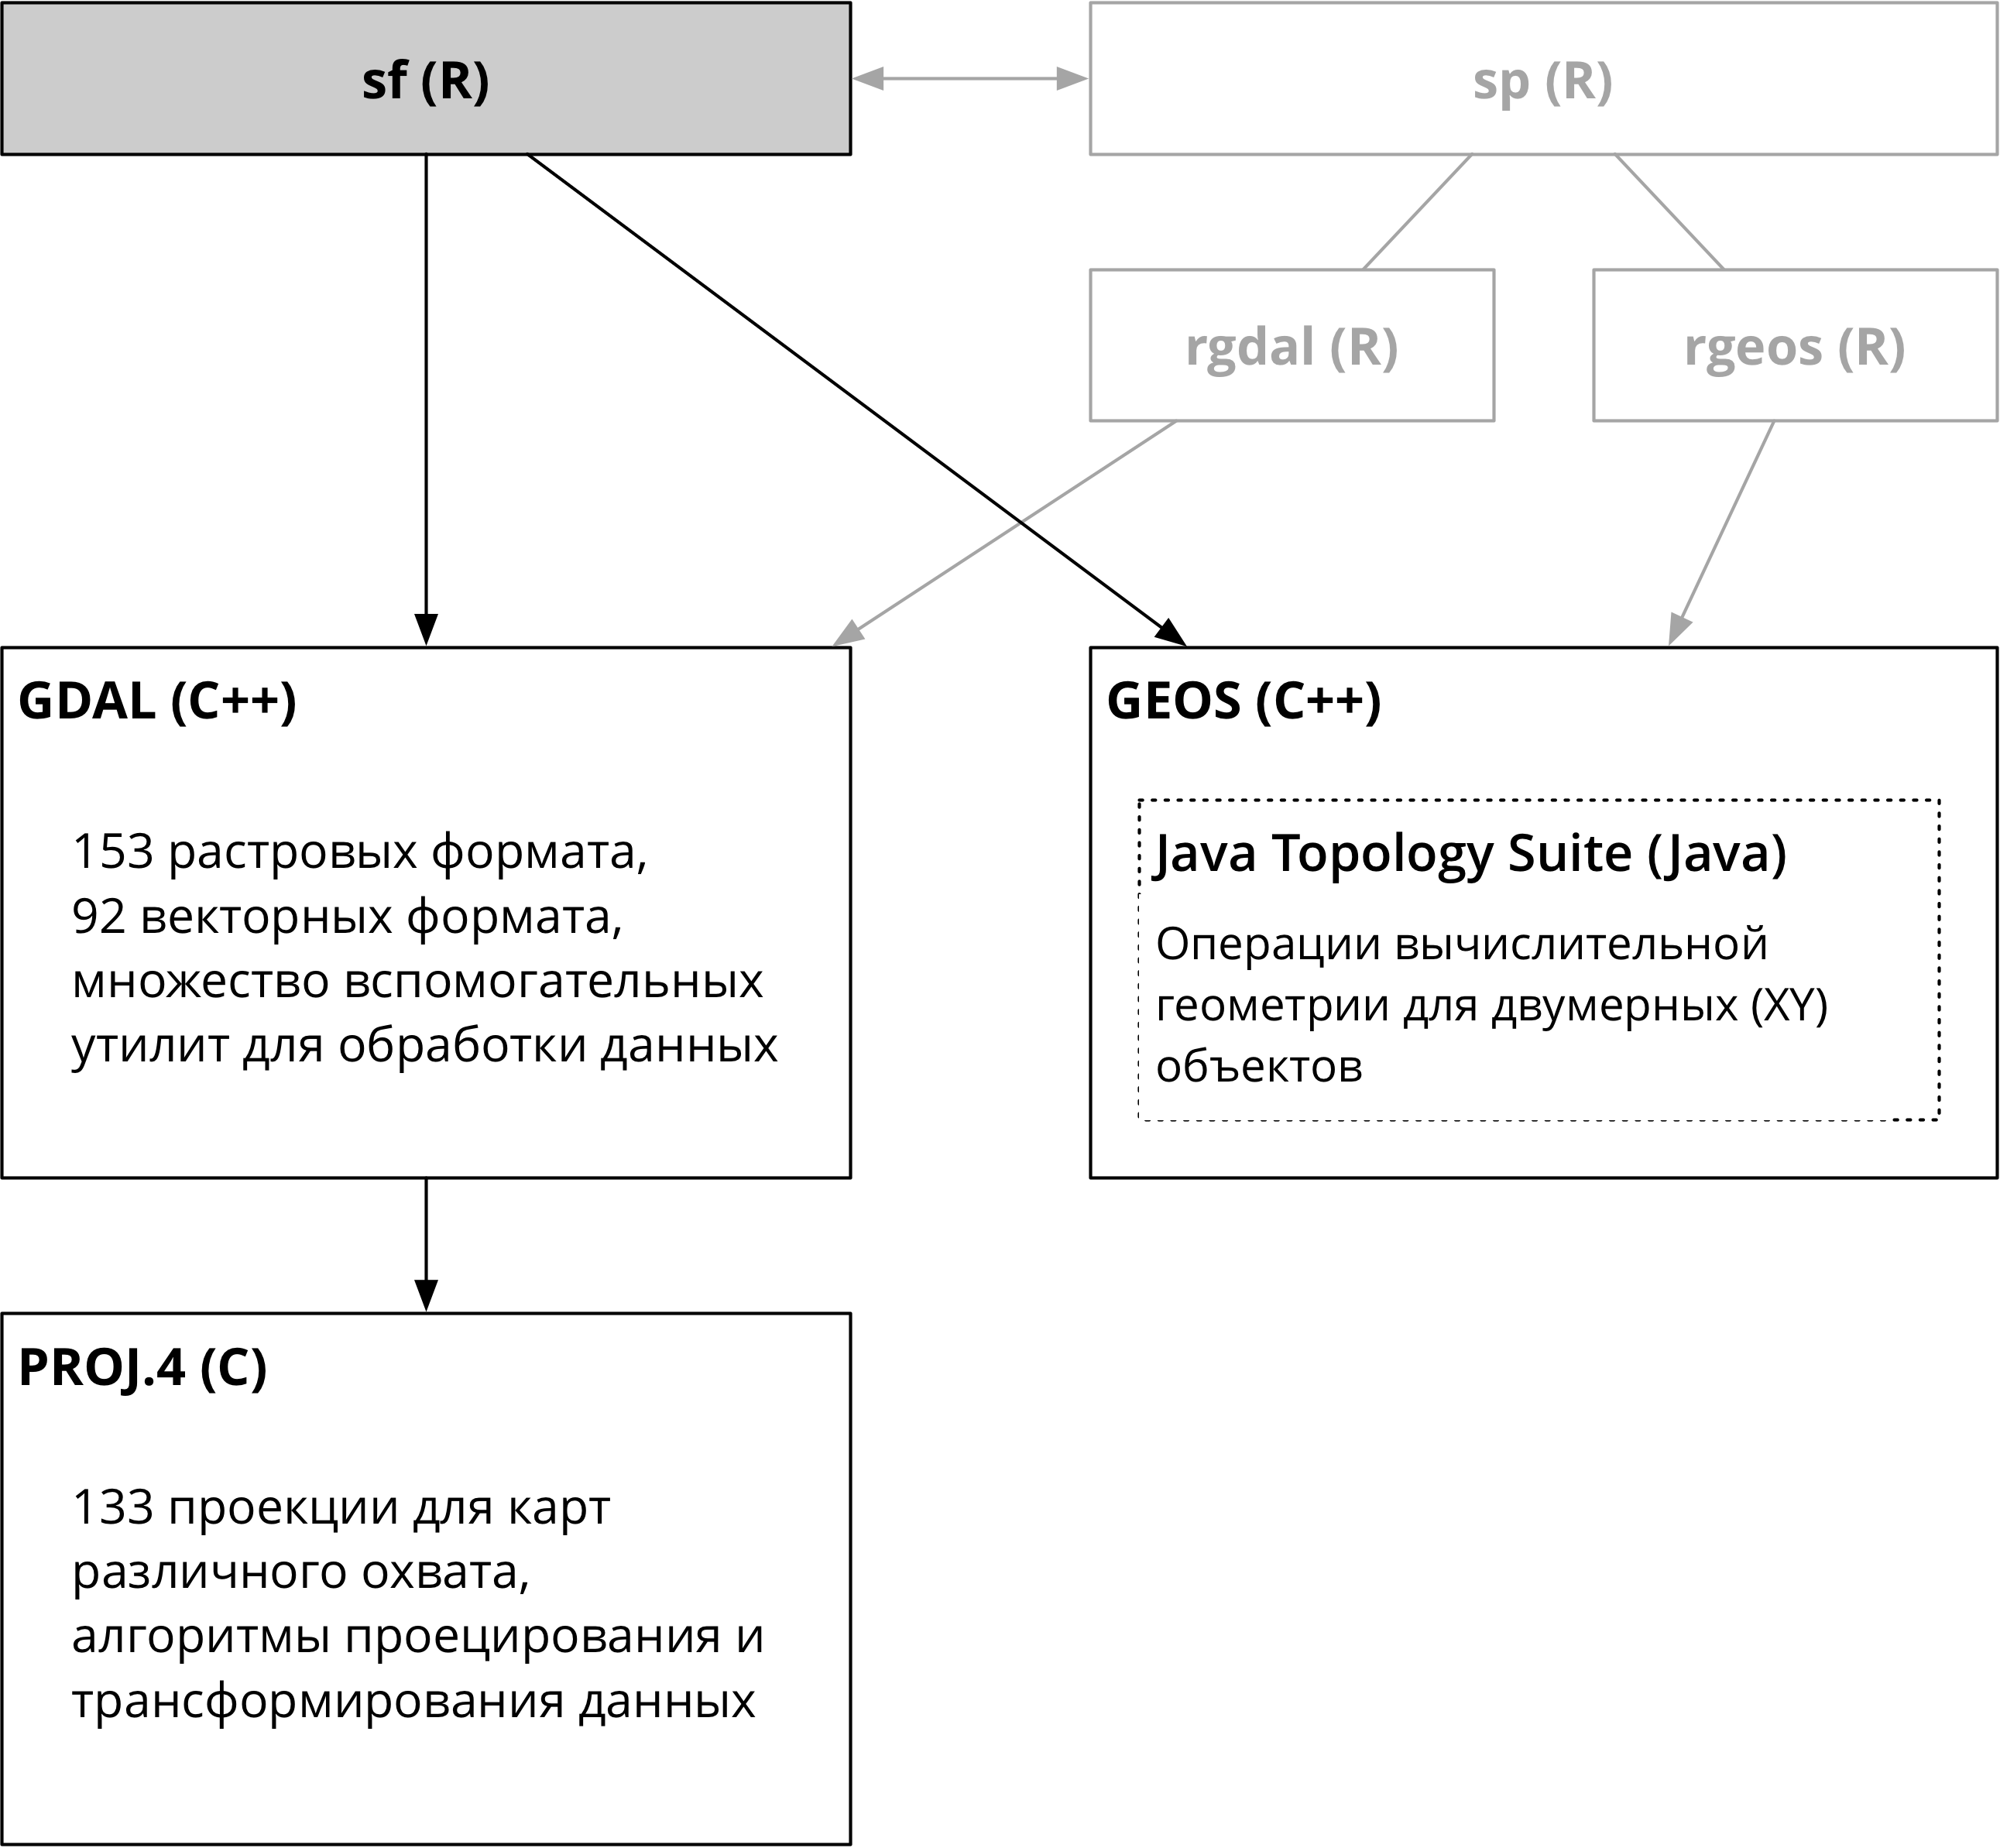 sf (R)
sp (R)
rgdal (R)
rgeos (R)
GDAL (C++)
153 растровых формата,
92 векторных формата,
множество вспомогательных
утилит для обработки данных
GEOS (C++)
Java Topology Suite (Java)
Операции вычислительной
геометрии для двумерных (XY)
объектов
PROJ.4 (C)
133 проекции для карт
различного охвата,
алгоритмы проецирования и
трансформирования данных